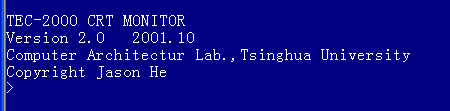 TEC-2000 CRT MONITOR
Version 2.0   2001.10
Computer Architectur Lab.,Tsinghua University
Copyright Jason He
>